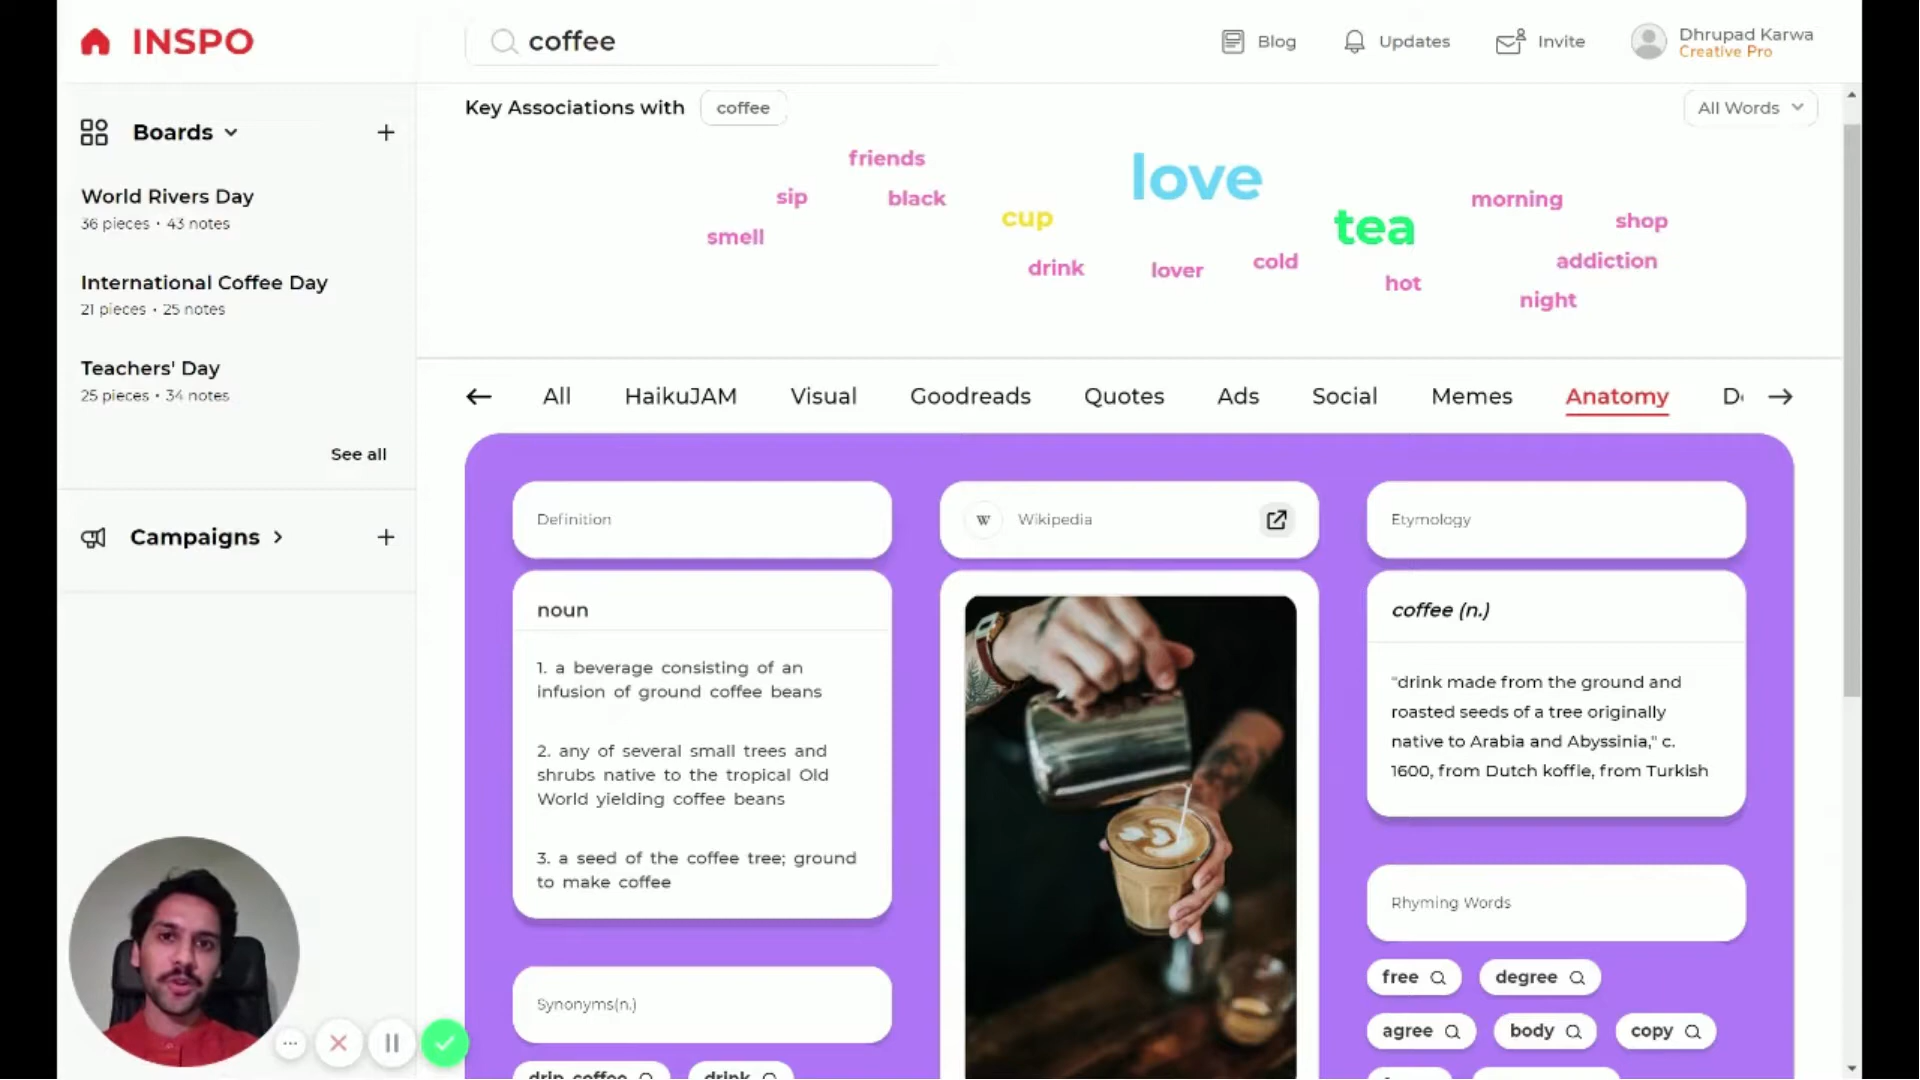 INSPO
coffee
Blog
Updates
Invite
Dhrupad Karwa
Creative Pro
Boards
World Rivers Day
36 pieces • 43 notes
International Coffee Day
21 pieces • 25 notes
Teachers' Day
25 pieces • 34 notes
See all
Campaigns
Key Associations with coffee
All Words
friends
love
sip
black
morning
cup
tea
shop
smell
drink
lover
cold
addiction
hot
night
All HaikuJAM Visual Goodreads Quotes Ads Social Memes Anatomy
Definition
noun
1. a beverage consisting of an
infusion of ground coffee beans
2. any of several small trees and
shrubs native to the tropical Old
World yielding coffee beans
3. a seed of the coffee tree; ground
to make coffee
Synonyms(n.)
drip coffee
drink
W Wikipedia
Etymology
coffee (n.)
"drink made from the ground and
roasted seeds of a tree originally
native to Arabia and Abyssinia," c.
1600, from Dutch koffie, from Turkish
Rhyming Words
free degree
agree body copy